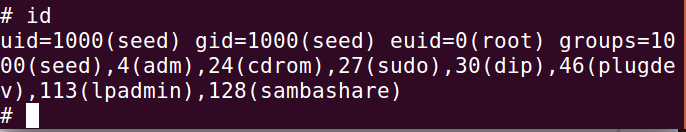 # id
uid=1000(seed) gid=1000(seed) euid=0(root) groups=10
00(seed),4(adm),24(cdrom),27(sudo),30(dip),46(plugde
v),113(lpadmin),128(sambashare)
#